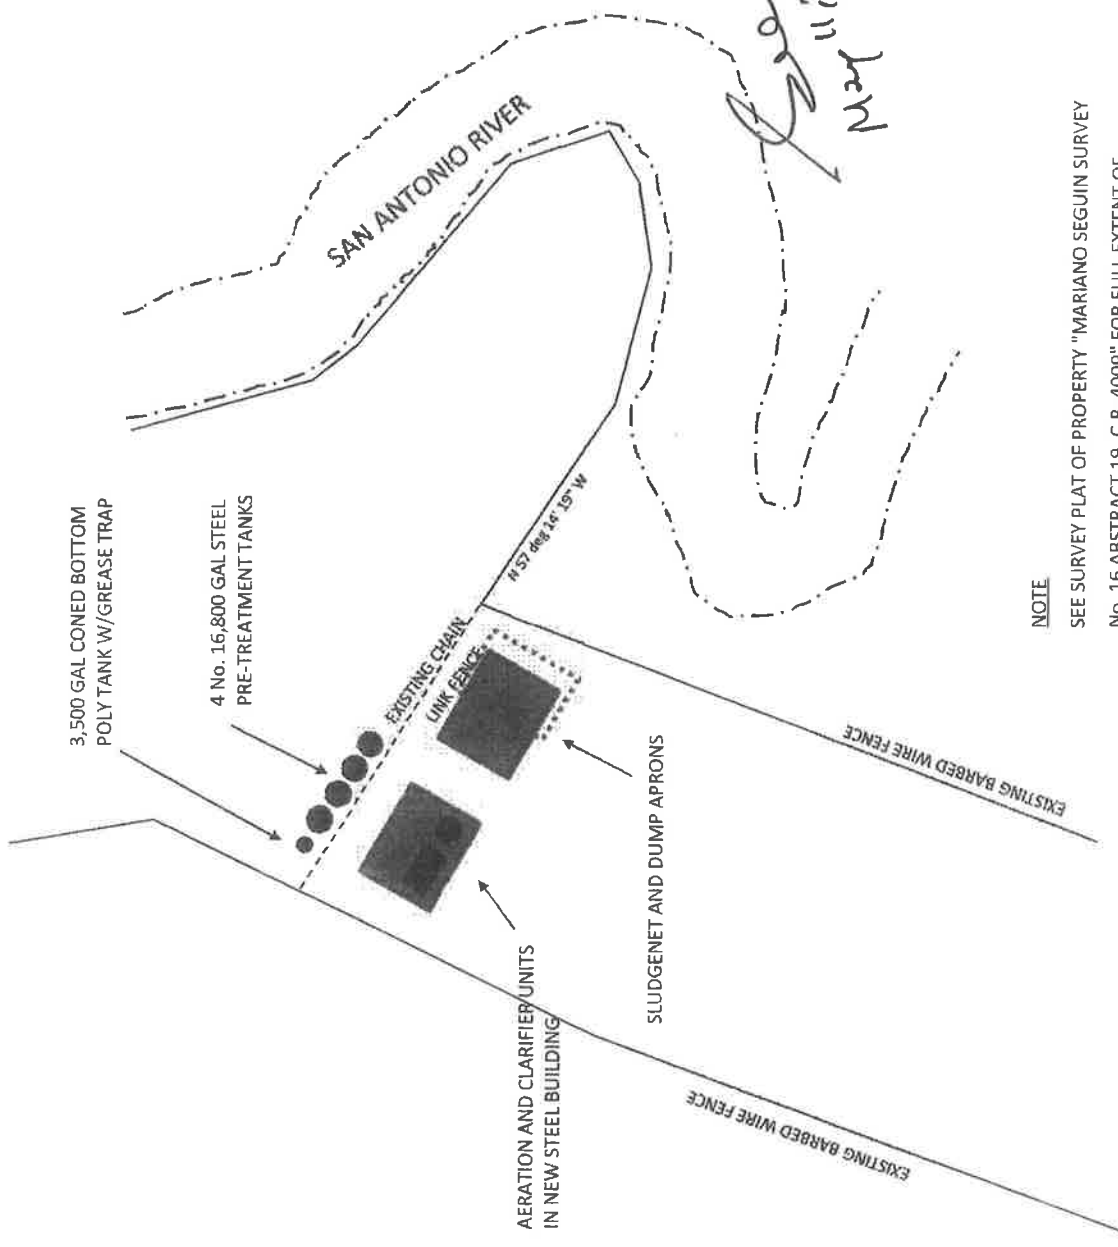 3,500 GAL CONED BOTTOM
POLY TANK W/GREASE TRAP
4 No. 16,800 GAL STEEL
PRE-TREATMENT TANKS
SAN ANTONIO RIVER
EXISTING CHAIN
LINK FENCE
N 57 deg 14' 19" W
AERATION AND CLARIFIER UNITS
IN NEW STEEL BUILDING
SLUDGENET AND DUMP APRONS
EXISTING BARBED WIRE FENCE
EXISTING BARBED WIRE FENCE
NOTE
SEE SURVEY PLAT OF PROPERTY "MARIANO SEGUIN SURVEY
No. 16 ABSTRACT 19, C.B. 4008" FOR FULL EXTENT OF